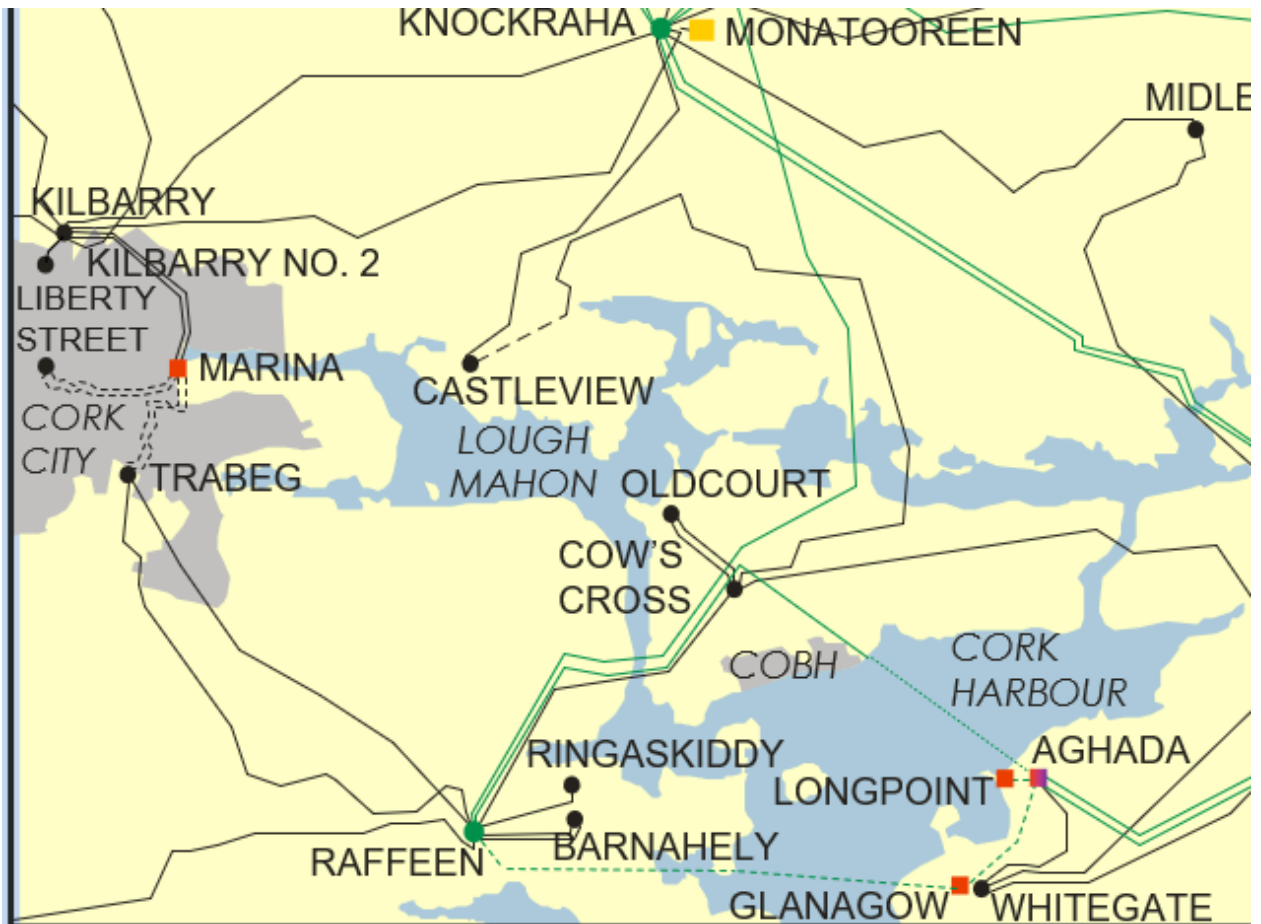 KNOCKRAHA
MONATOOREEN
MIDLE
KILBARRY
KILBARRY NO. 2
LIBERTY
STREET
MARINA
CASTLEVIEW
CORK
CITY
LOUGH
MAHON
TRABEG
OLDCOURT
COW'S
CROSS
COBH
CORK
HARBOUR
RINGASKIDDY
AGHADA
LONGPOINT
RAFFEEN
BARNAHELY
GLANAGOW
WHITEGATE